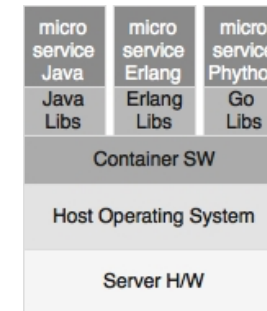 micro
service
Java
micro
service
Erlang
micro
service
Phytho
Java
Libs
Erlang
Libs
Go
Libs
Container SW
Host Operating System
Server H/W